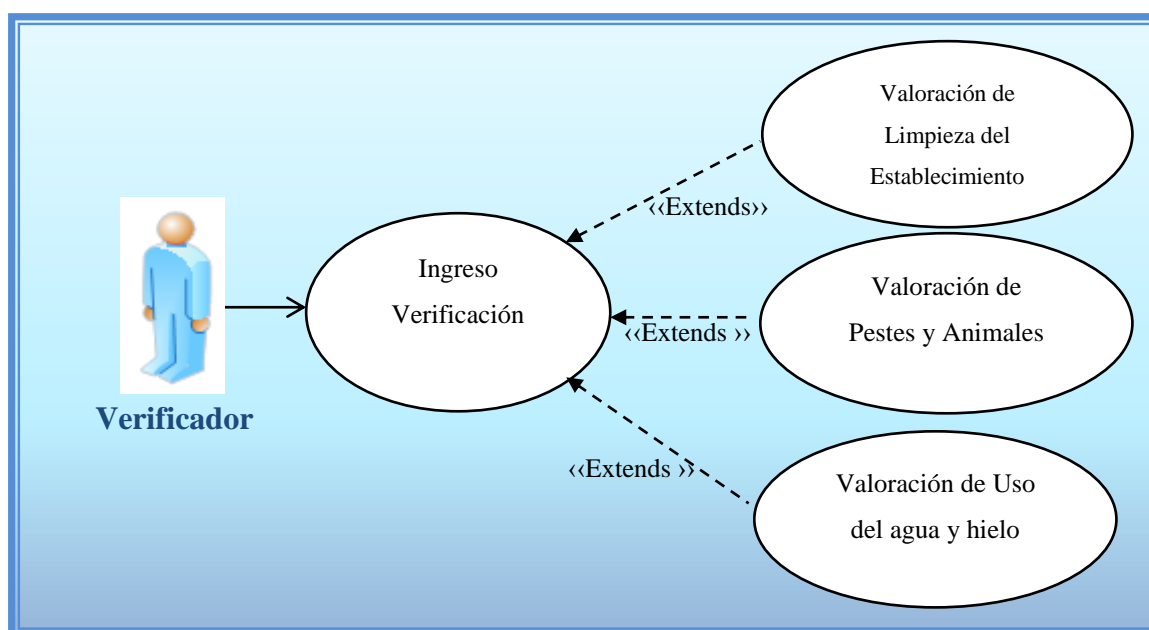 Verificador
Ingreso
Verificación
‹‹Extends››
‹‹Extends ››
‹‹Extends ››
Valoración de
Limpieza del
Establecimiento
Valoración de
Pestes y Animales
Valoración de Uso
del agua y hielo